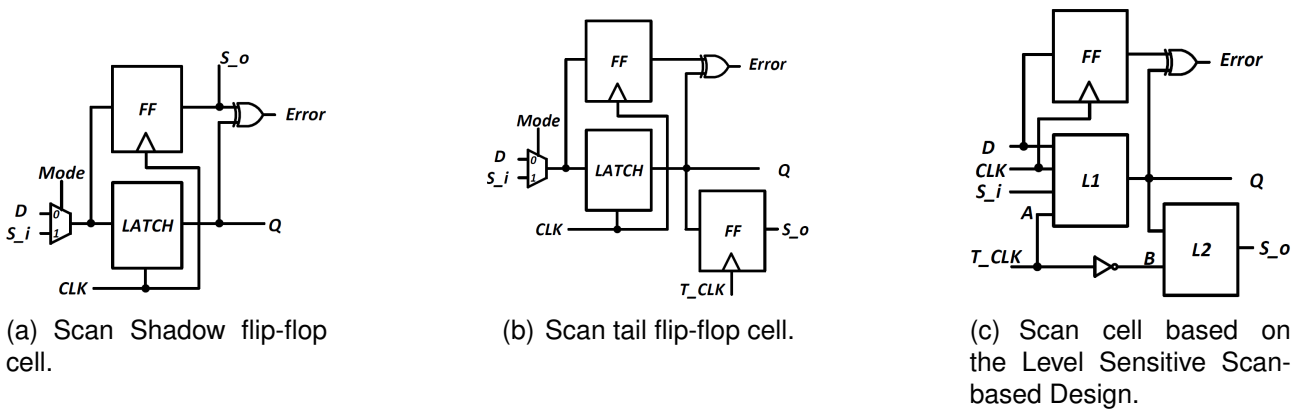 S_o
FF
Error
Mode
D
0
S_i
1
LATCH
Q
CLK
(a) Scan Shadow flip-flop
cell.
FF
Error
Mode
D
0
S_i
1
LATCH
Q
CLK
FF
S_o
T_CLK
(b) Scan tail flip-flop cell.
FF
Error
D
CLK
L1
Q
S_i
A
T_CLK
B
L2
S_o
(c) Scan cell based on
the Level Sensitive Scan-
based Design.